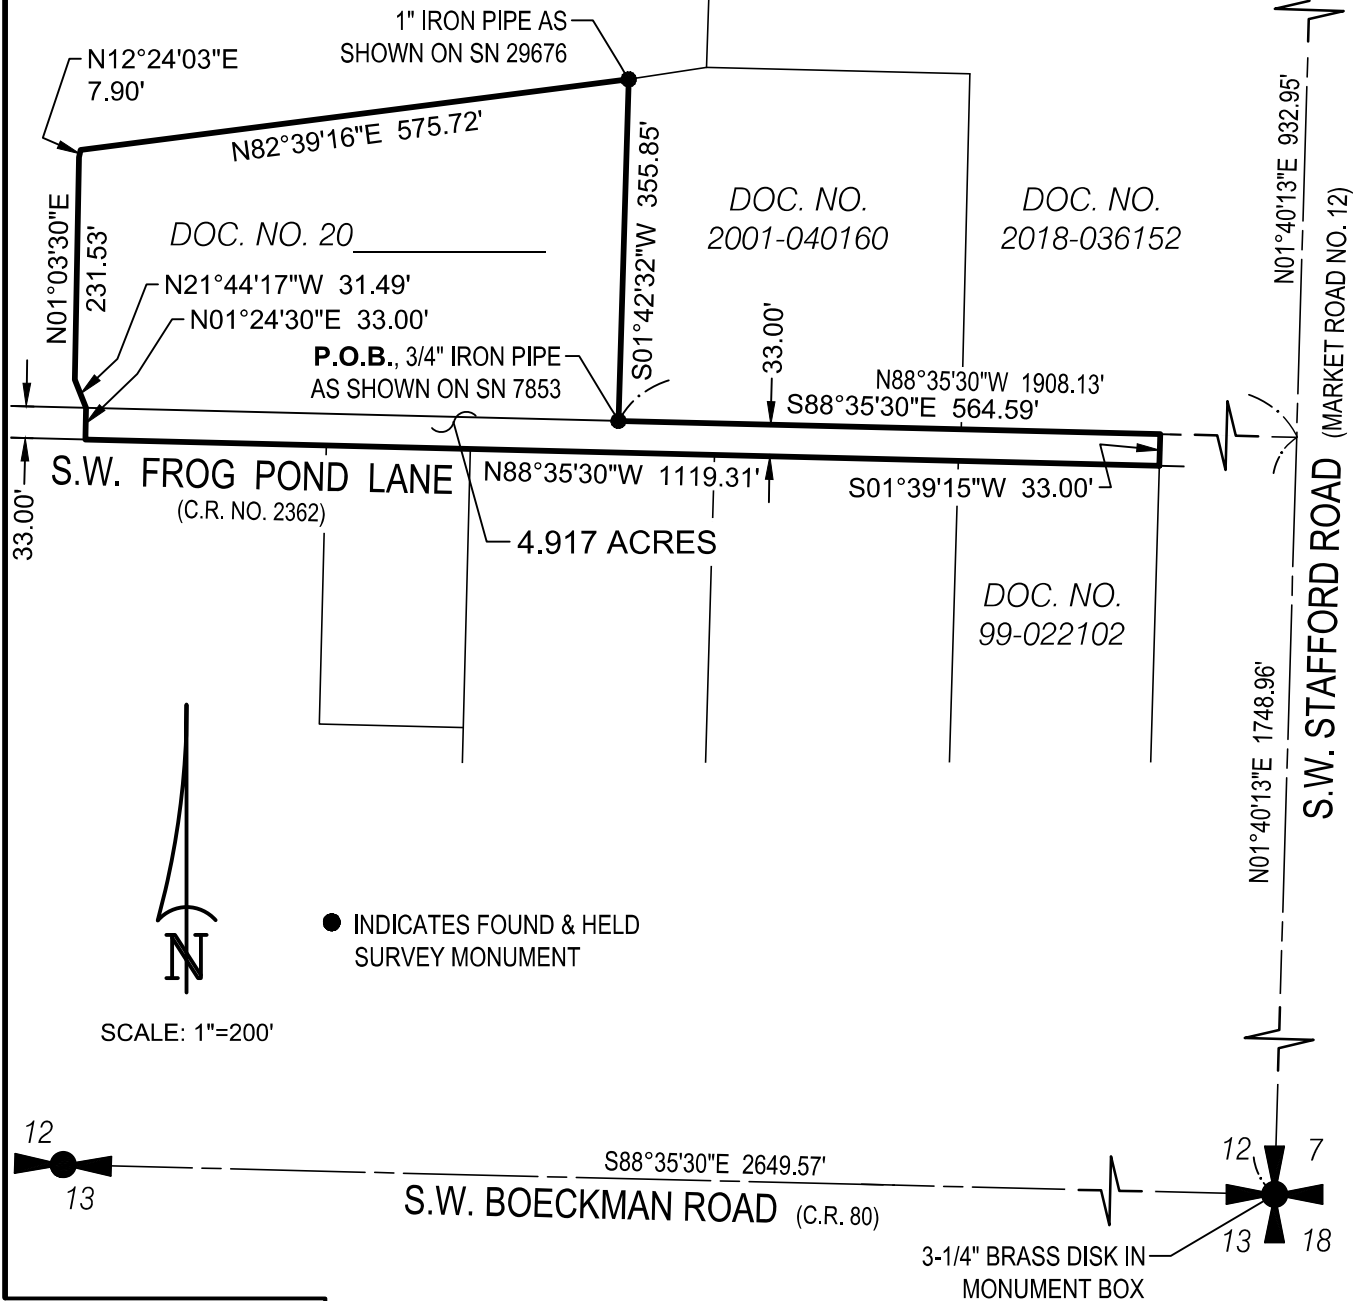 1" IRON PIPE AS
SHOWN ON SN 29676
N12°24'03"E
7.90'
N82°39'16"E 575.72'
N01°03'30"E
231.53'
DOC. NO. 20
N21°44'17"W 31.49'
N01°24'30"E 33.00'
P.O.B., 3/4" IRON PIPE
AS SHOWN ON SN 7853
S01°42'32"W 355.85'
DOC. NO.
2001-040160
DOC. NO.
2018-036152
N01°40'13"E 932.95'
(MARKET ROAD NO. 12)
33.00'
N88°35'30"W 1908.13'
S88°35'30"E 564.59'
33.00'
S.W. FROG POND LANE
(C.R. NO. 2362)
N88°35'30"W 1119.31'
S01°39'15"W 33.00'
4.917 ACRES
DOC. NO.
99-022102
S.W. STAFFORD ROAD
N01°40'13"E 1748.96'
N
SCALE: 1"=200'
INDICATES FOUND & HELD
SURVEY MONUMENT
12
13
S88°35'30"E 2649.57'
S.W. BOECKMAN ROAD (C.R. 80)
12 7
13 18
3-1/4" BRASS DISK IN
MONUMENT BOX